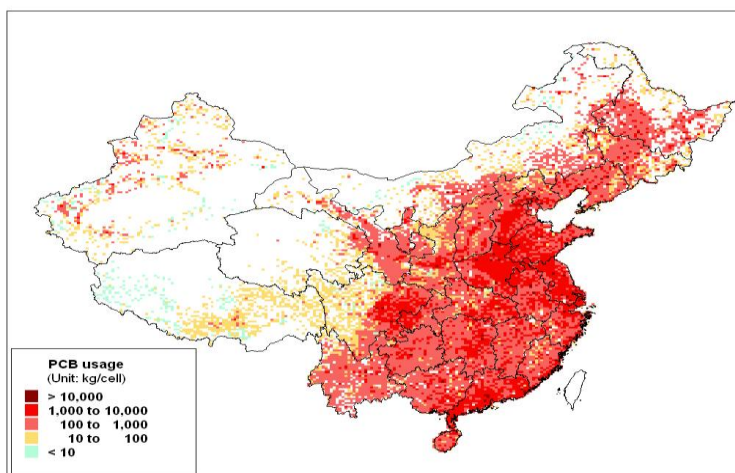 PCB usage
(Unit: kg/cell)
> 10,000
1,000 to 10,000
100 to 1,000
10 to 100
< 10